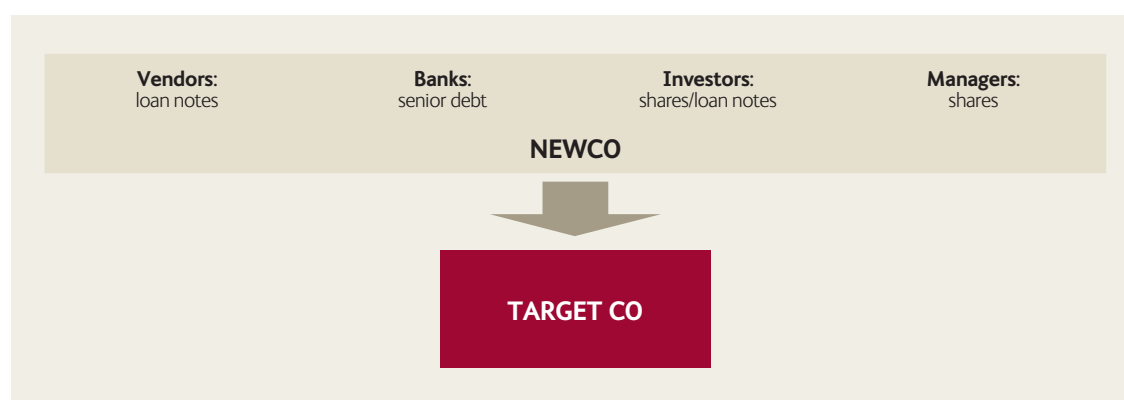 Vendors:
loan notes
Banks:
senior debt
Investors:
shares/loan notes
Managers:
shares
NEWCO
TARGET CO